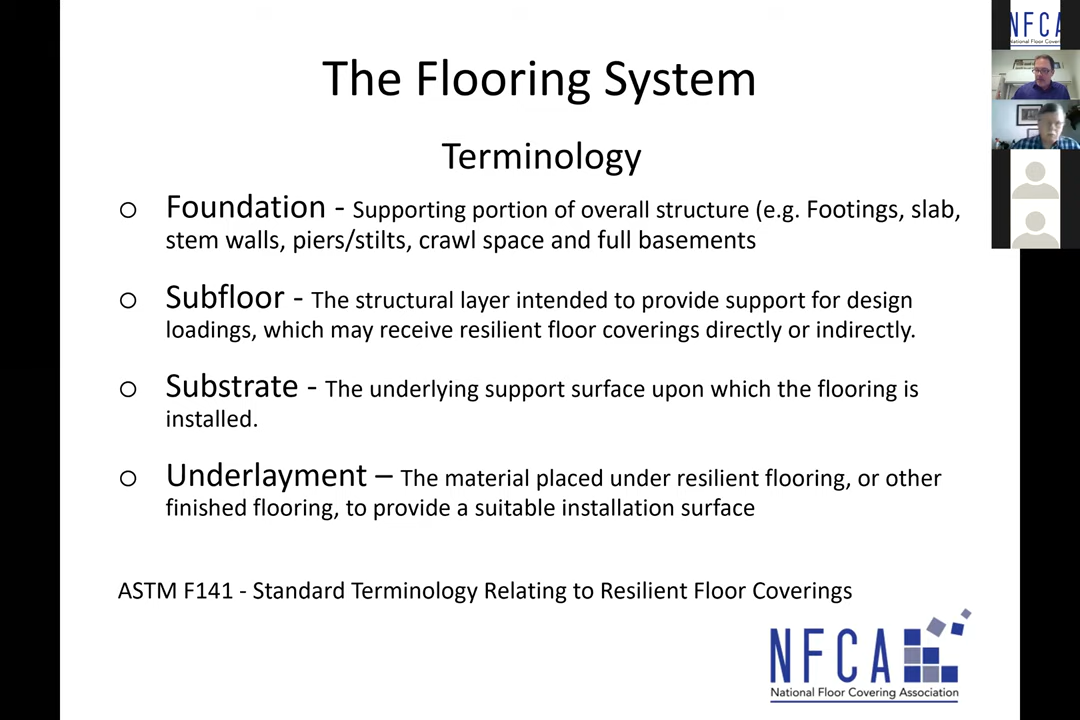 The Flooring System
Terminology
o Foundation - Supporting portion of overall structure (e.g. Footings, slab,
stem walls, piers/stilts, crawl space and full basements
o Subfloor - The structural layer intended to provide support for design
loadings, which may receive resilient floor coverings directly or indirectly.
o Substrate - The underlying support surface upon which the flooring is
installed.
o Underlayment – The material placed under resilient flooring, or other
finished flooring, to provide a suitable installation surface
ASTM F141 - Standard Terminology Relating to Resilient Floor Coverings
NFCA
National Floor Covering Association
NFCA
National Floor Cover